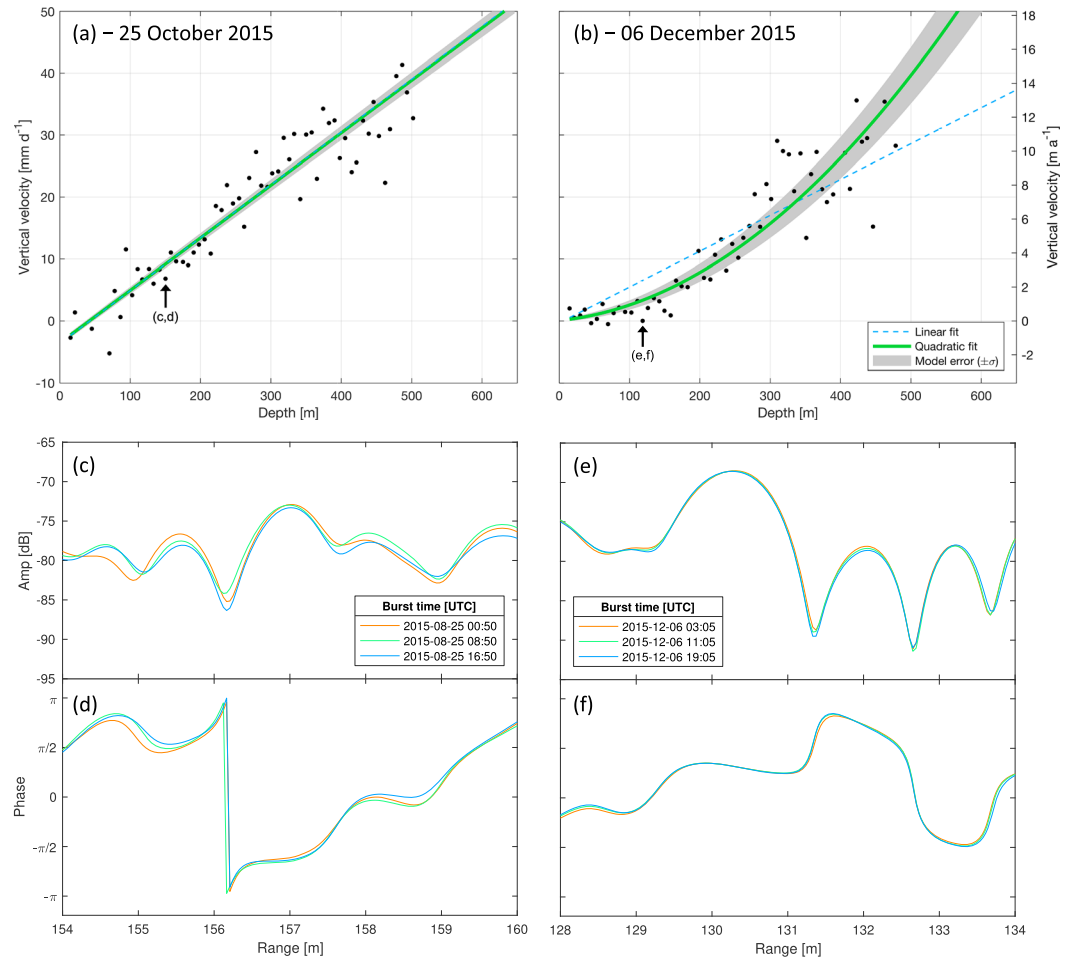 (a) – 25 October 2015
50
40
30
20
10
0
-10
Vertical velocity [mm d⁻¹]
(c,d)
0 100 200 300 400 500 600
Depth [m]
(b) – 06 December 2015
18
16
14
12
10
8
6
4
2
0
-2
Vertical velocity [m a⁻¹]
(e,f)
Linear fit
Quadratic fit
Model error (±σ)
0 100 200 300 400 500 600
Depth [m]
(c)
-65
-70
-75
-80
-85
-90
-95
Amp [dB]
Burst time [UTC]
2015-08-25 00:50
2015-08-25 08:50
2015-08-25 16:50
(e)
Burst time [UTC]
2015-12-06 03:05
2015-12-06 11:05
2015-12-06 19:05
(d)
π
π/2
0
-π/2
-π
Phase
154 155 156 157 158 159 160
Range [m]
(f)
128 129 130 131 132 133 134
Range [m]